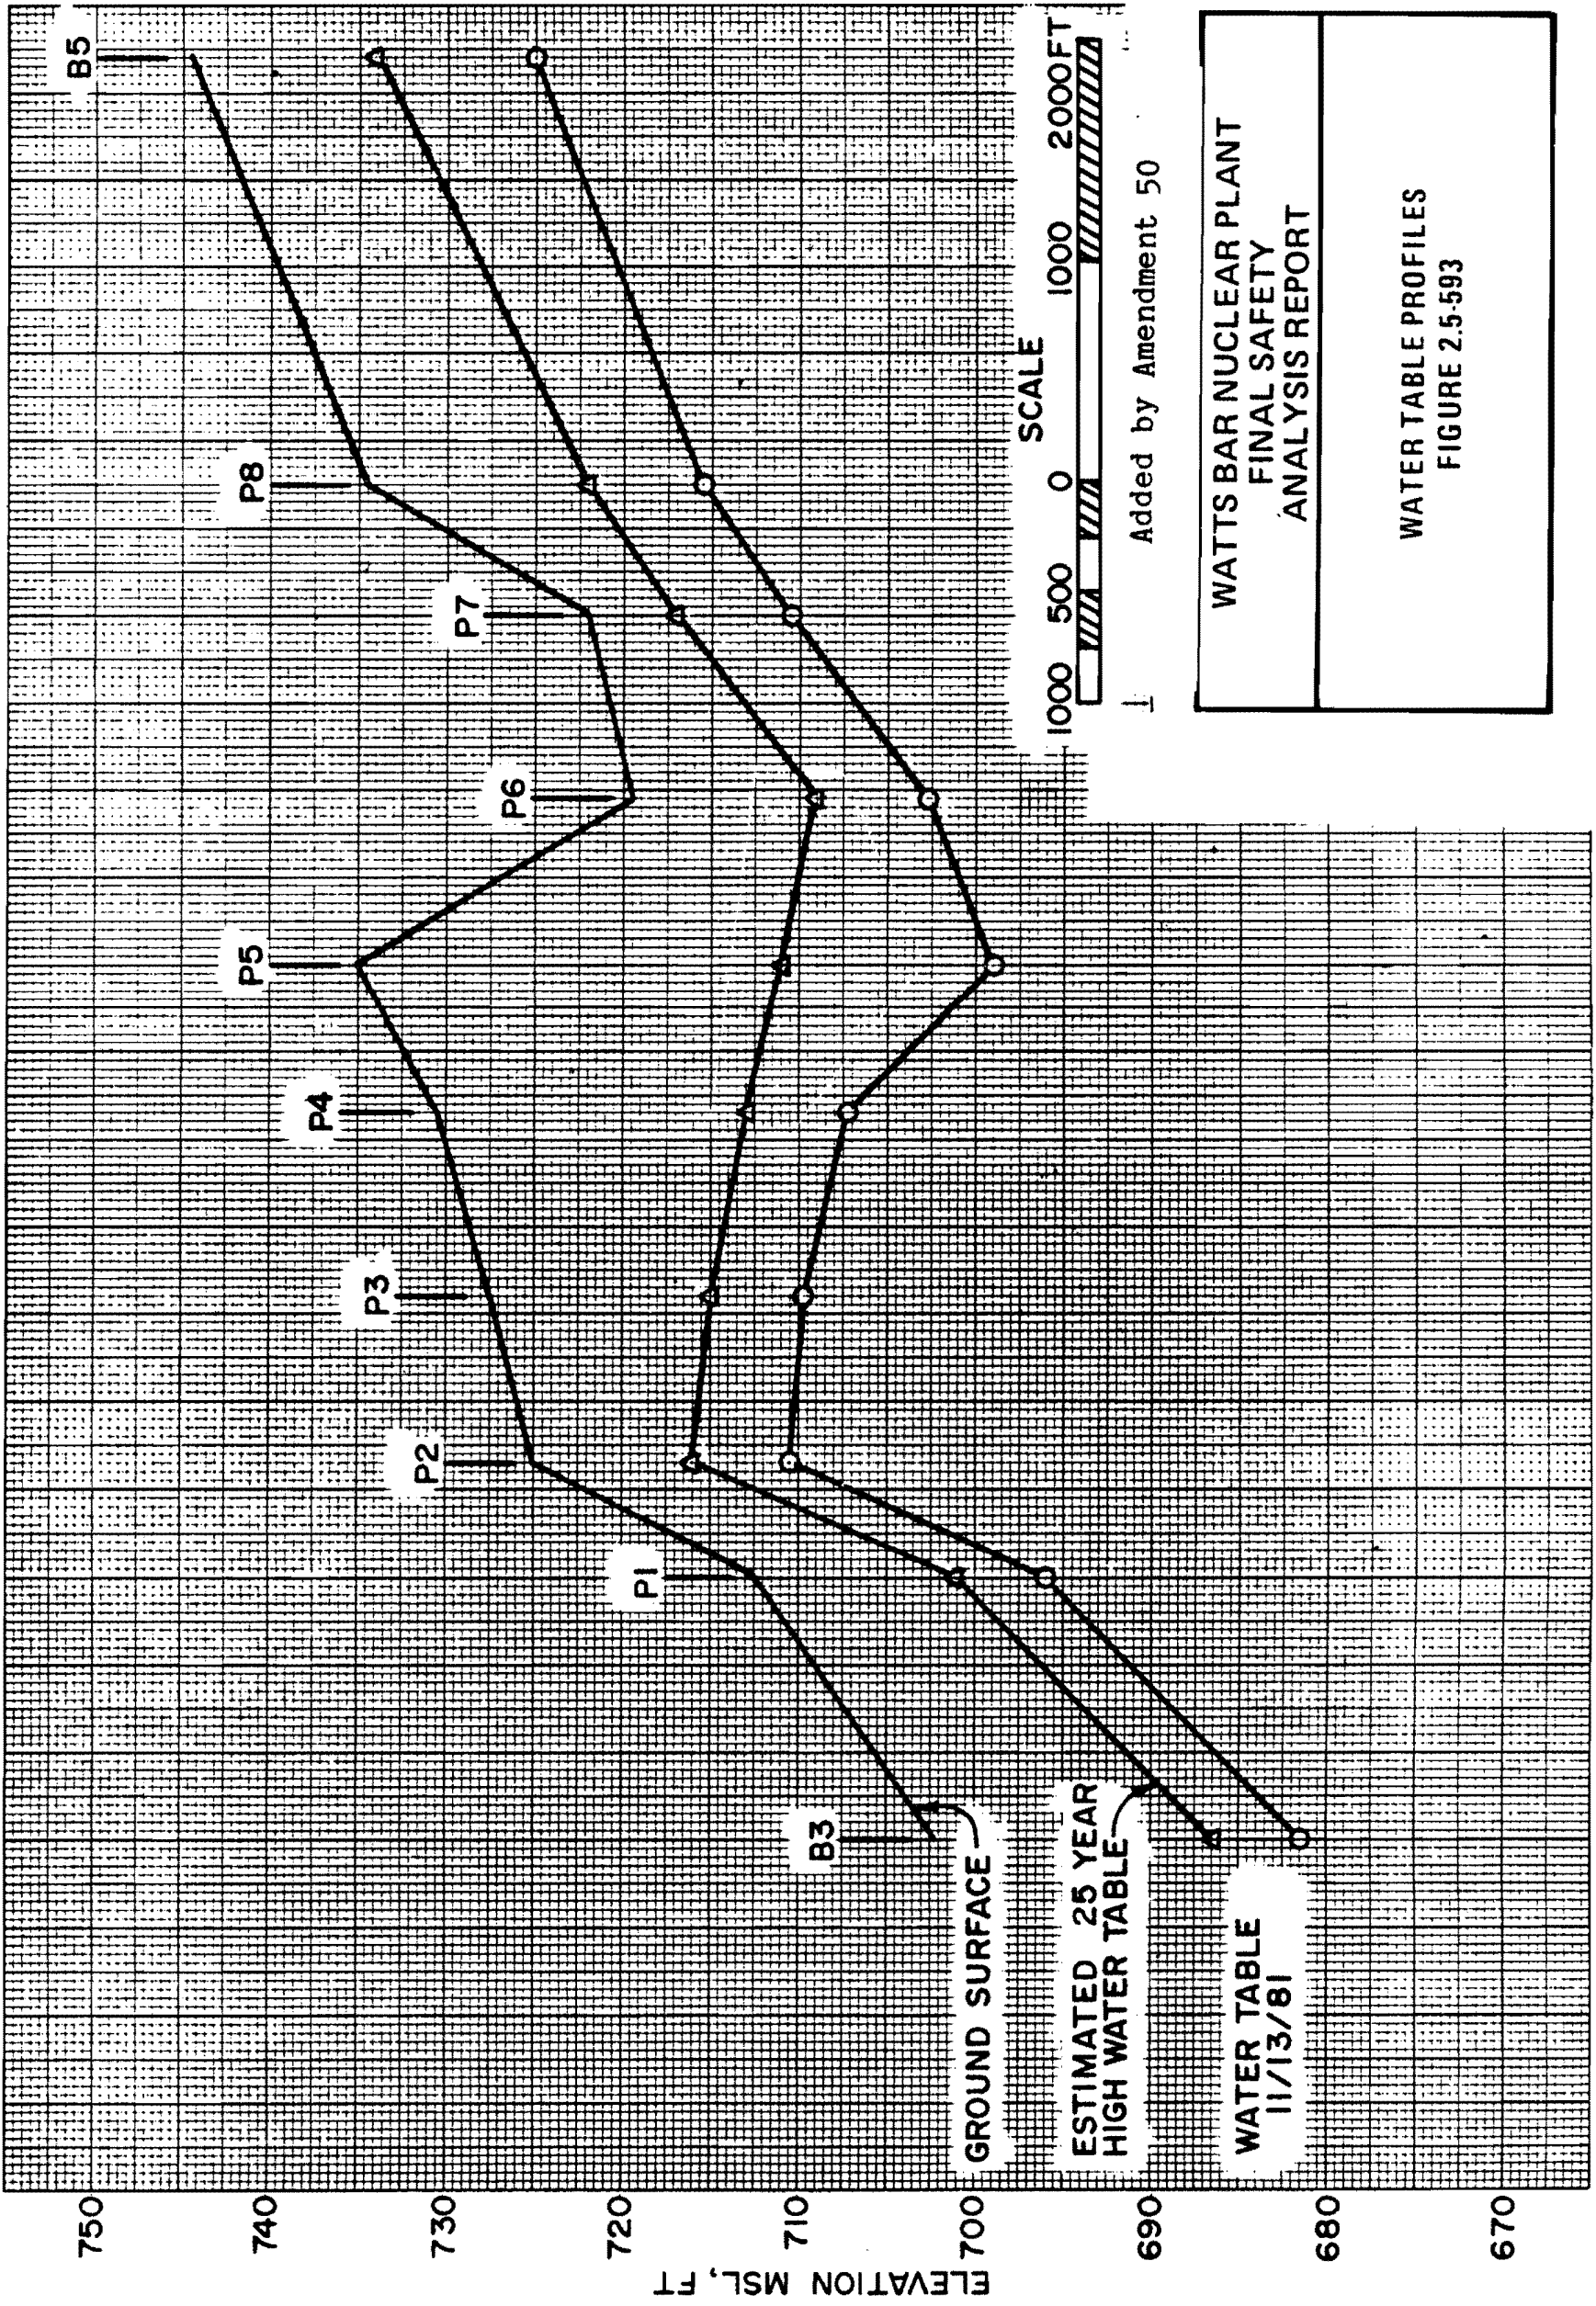 ELEVATION MSL, FT
750
740
730
720
710
700
690
680
670
B3
P1
P2
P3
P4
P5
P6
P7
P8
B5
GROUND SURFACE
ESTIMATED 25 YEAR
HIGH WATER TABLE
WATER TABLE
11/13/81
SCALE
1000 500 0 1000 2000FT
Added by Amendment 50
WATTS BAR NUCLEAR PLANT
FINAL SAFETY
ANALYSIS REPORT
WATER TABLE PROFILES
FIGURE 2.5-593